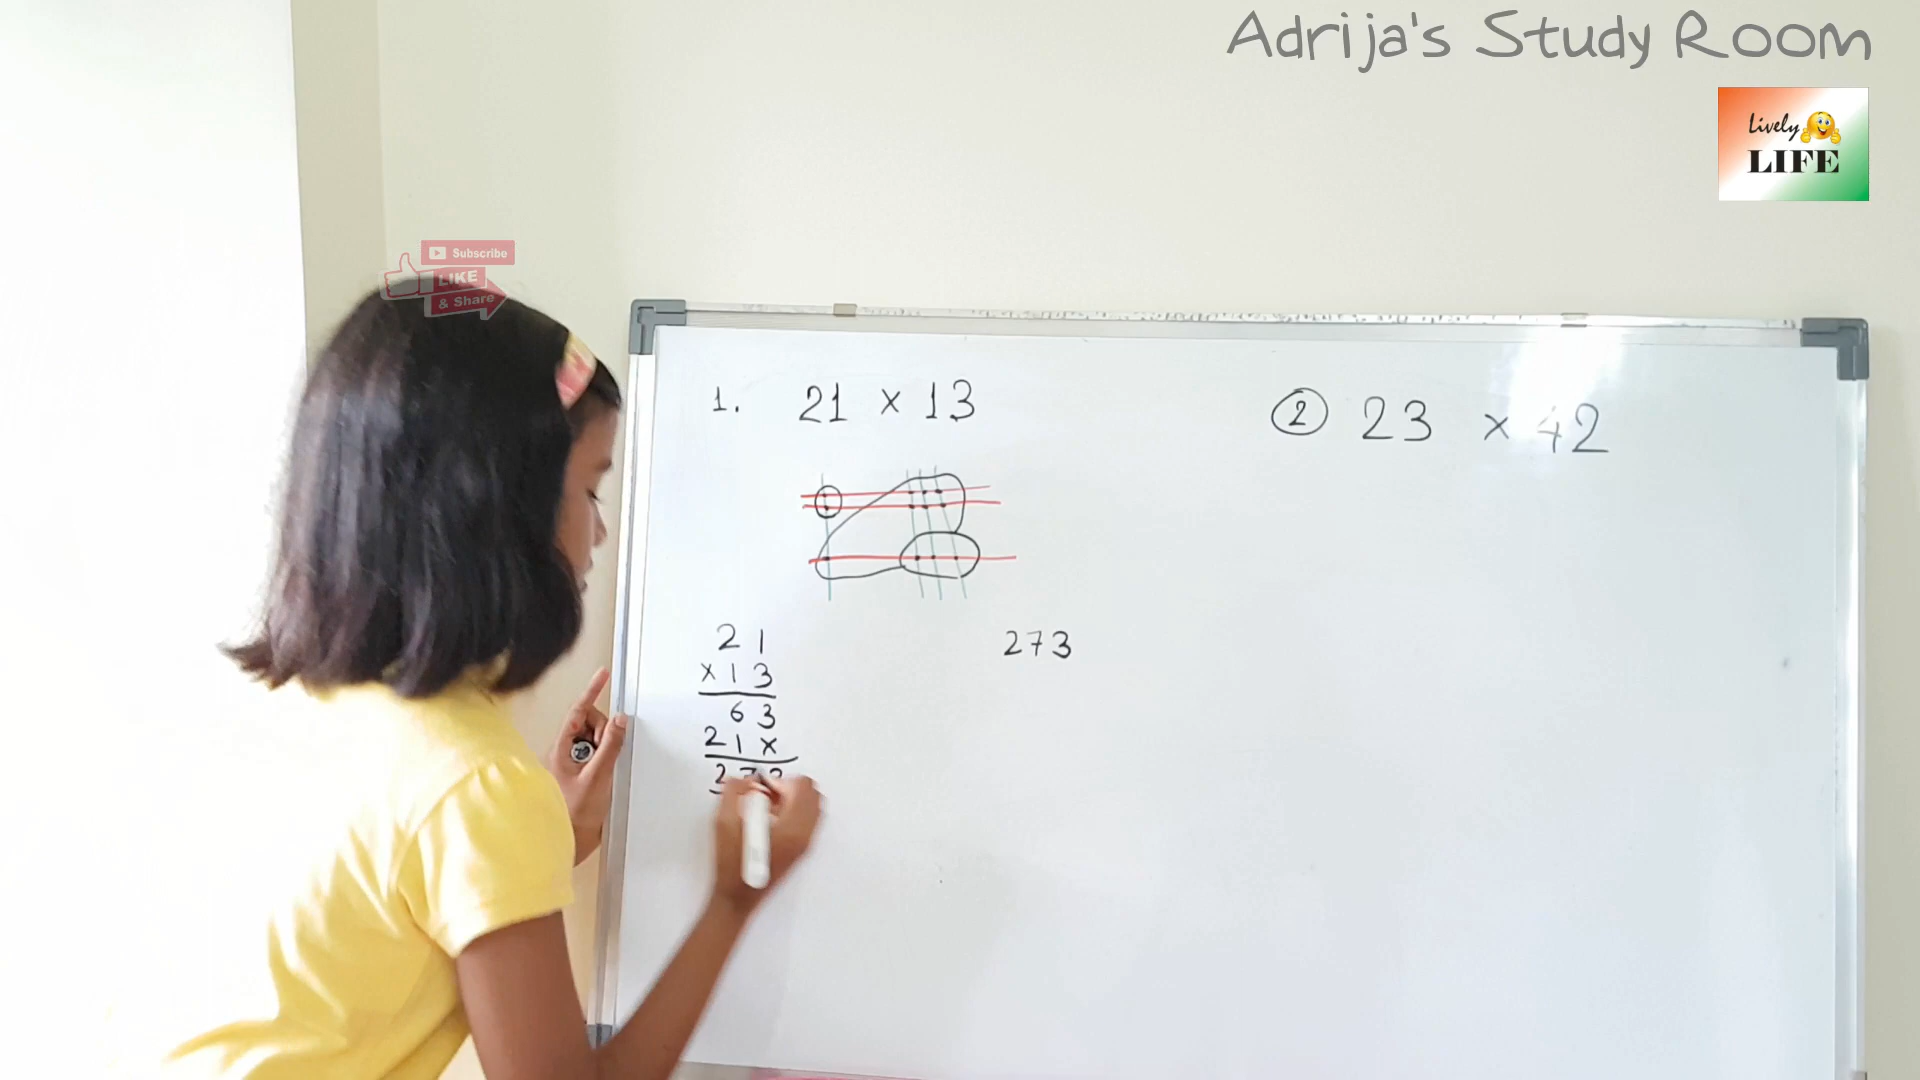 Adrija's Study Room
Lively
LIFE
Subscribe
LIKE
& Share
1. 21 x 13
2 23 x 42
21
x 13
63
21x
273
273